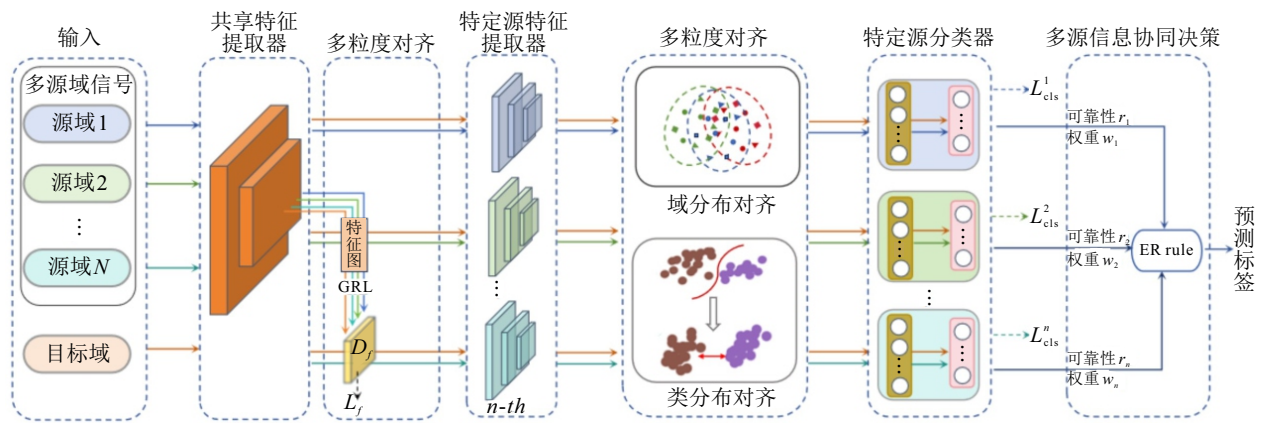 输入
多源域信号
源域1
源域2
⋮
源域N
目标域
共享特征
提取器
多粒度对齐
特征图
GRL
D_f
L_f
特定源特征
提取器
⋮
n-th
多粒度对齐
域分布对齐
类分布对齐
特定源分类器
⋮
多源信息协同决策
L_cls^1
可靠性 r_1
权重 w_1
L_cls^2
可靠性 r_2
权重 w_2
L_cls^n
可靠性 r_n
权重 w_n
ER rule
预测标签